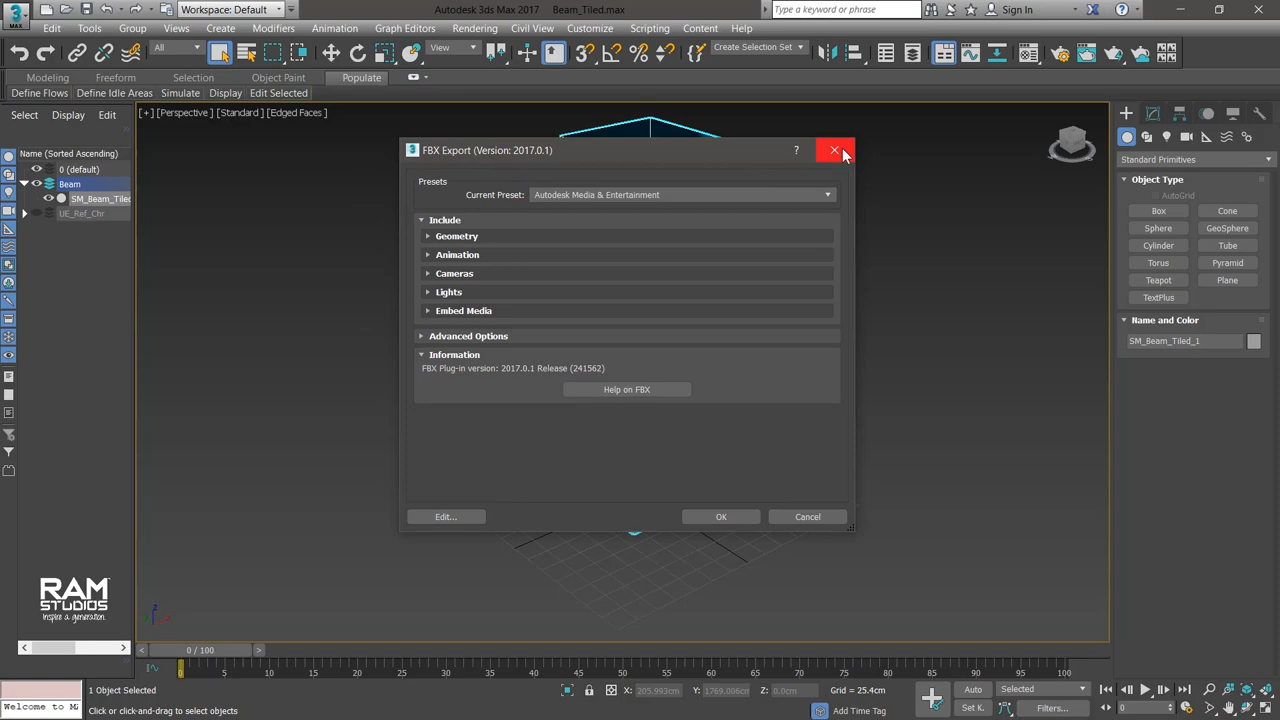 3 MAX Workspace: Default Autodesk 3ds Max 2017 Beam_Tiled.max Type a keyword or phrase Sign In
Edit Tools Group Views Create Modifiers Animation Graph Editors Rendering Civil View Customize Scripting Content Help
All View Create Selection Set
Modeling Freeform Selection Object Paint Populate
Define Flows Define Idle Areas Simulate Display Edit Selected
Select Display Edit
[+] [Perspective ] [Standard ] [Edged Faces ]
Name (Sorted Ascending)
0 (default)
Beam
SM_Beam_Tiled
UE_Ref_Chr
FBX Export (Version: 2017.0.1)
Presets
Current Preset: Autodesk Media & Entertainment
Include
Geometry
Animation
Cameras
Lights
Embed Media
Advanced Options
Information
FBX Plug-in version: 2017.0.1 Release (241562)
Help on FBX
Edit... OK Cancel
Standard Primitives
Object Type
AutoGrid
Box Cone
Sphere GeoSphere
Cylinder Tube
Torus Pyramid
Teapot Plane
TextPlus
Name and Color
SM_Beam_Tiled_1
RAM
STUDIOS
Inspire a generation
0 / 100
0 5 10 15 20 25 30 35 40 45 50 55 60 65 70 75 80 85 90 95 100
1 Object Selected X: 205.993cm Y: 1769.066cm Z: 0.0cm Grid = 25.4cm Auto Selected
Welcome to Ma Click or click-and-drag to select objects Add Time Tag Set K. Filters... 0